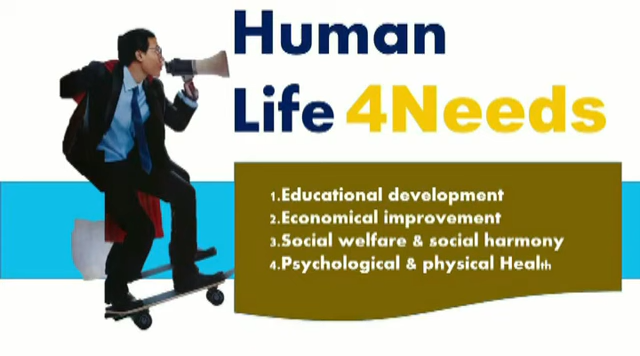 Human
Life 4Needs
1.Educational development
2.Economical improvement
3.Social welfare & social harmony
4.Psychological & physical Health